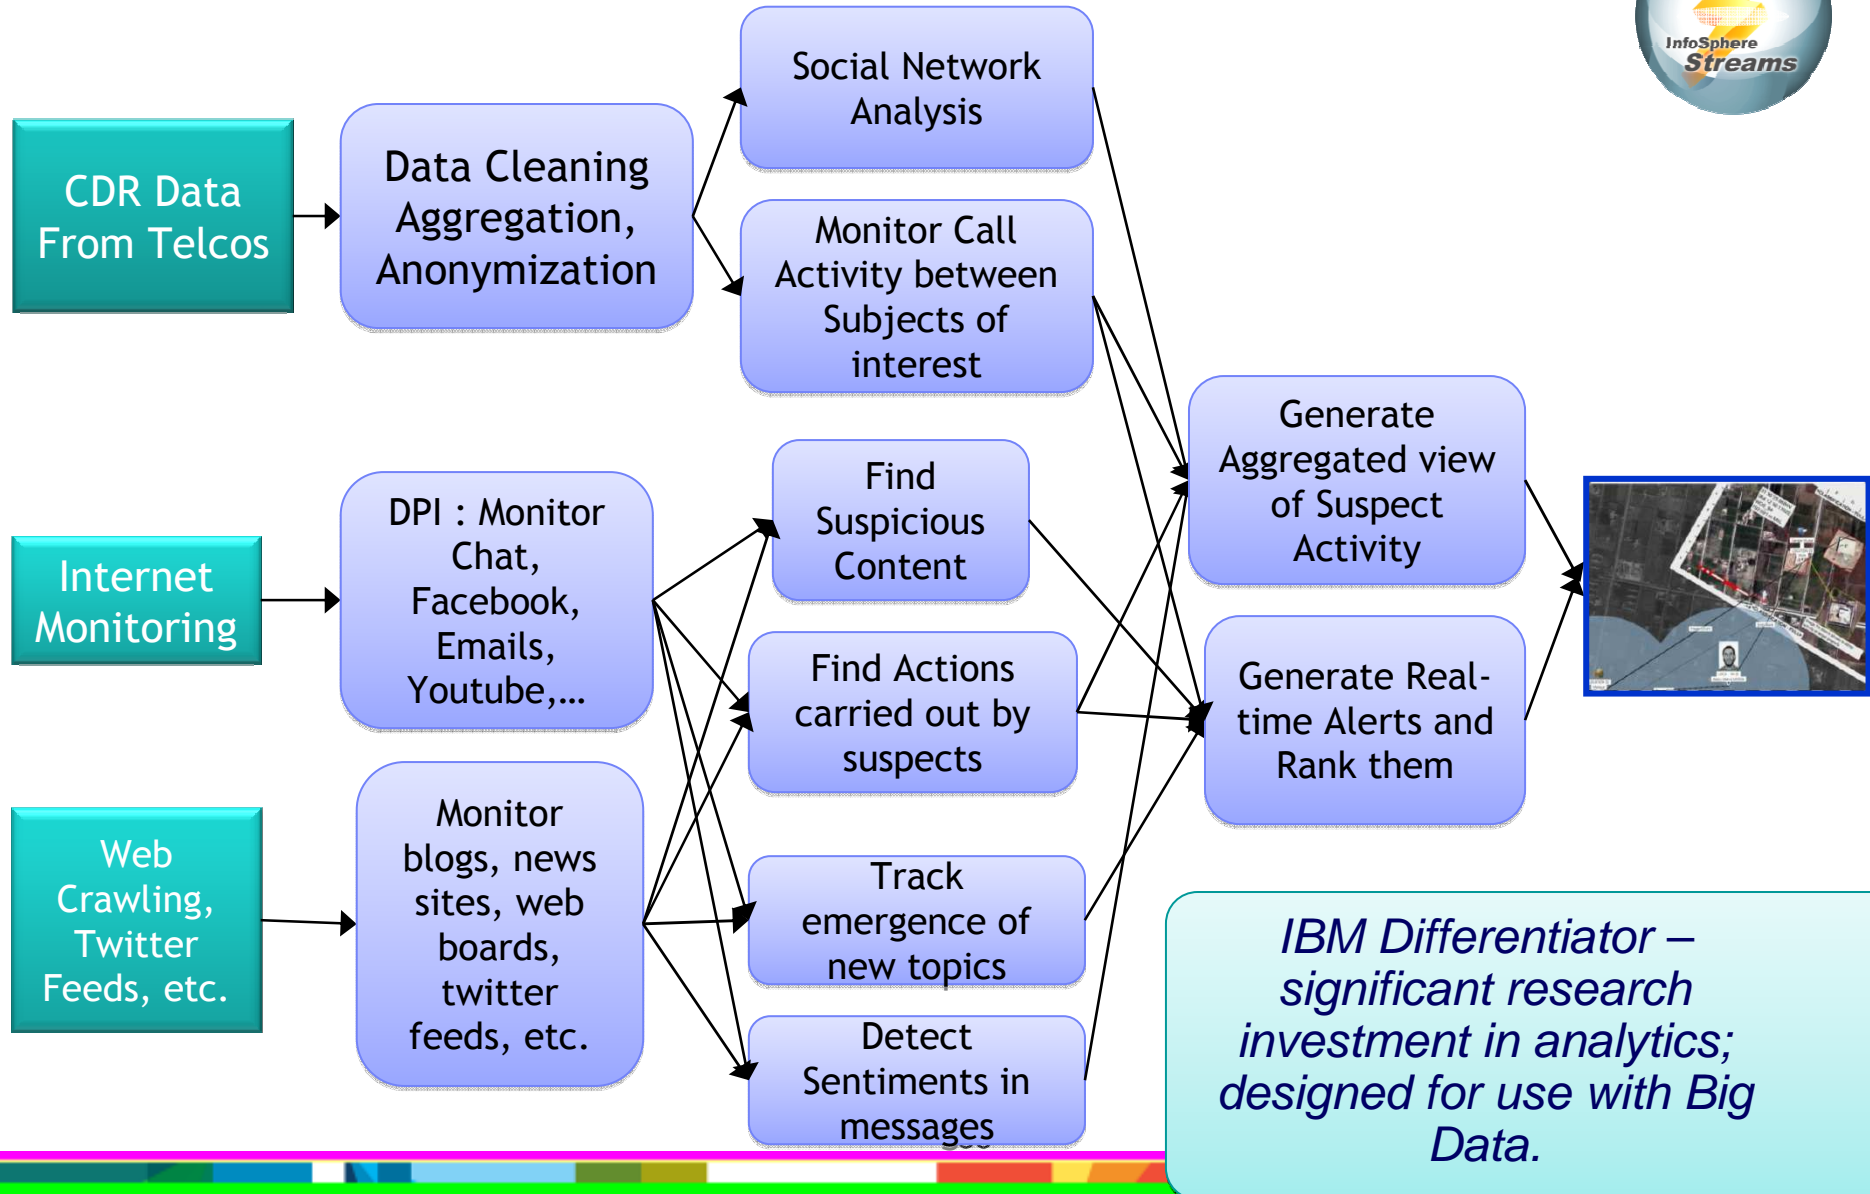 InfoSphere
Streams
Social Network
Analysis
CDR Data
From Telcos
Data Cleaning
Aggregation,
Anonymization
Monitor Call
Activity between
Subjects of
interest
Generate
Aggregated view
of Suspect
Activity
Find
Suspicious
Content
DPI : Monitor
Chat,
Facebook,
Emails,
Youtube,…
Internet
Monitoring
Find Actions
carried out by
suspects
Generate Real-
time Alerts and
Rank them
Web
Crawling,
Twitter
Feeds, etc.
Monitor
blogs, news
sites, web
boards,
twitter
feeds, etc.
Track
emergence of
new topics
Detect
Sentiments in
messages
IBM Differentiator –
significant research
investment in analytics;
designed for use with Big
Data.